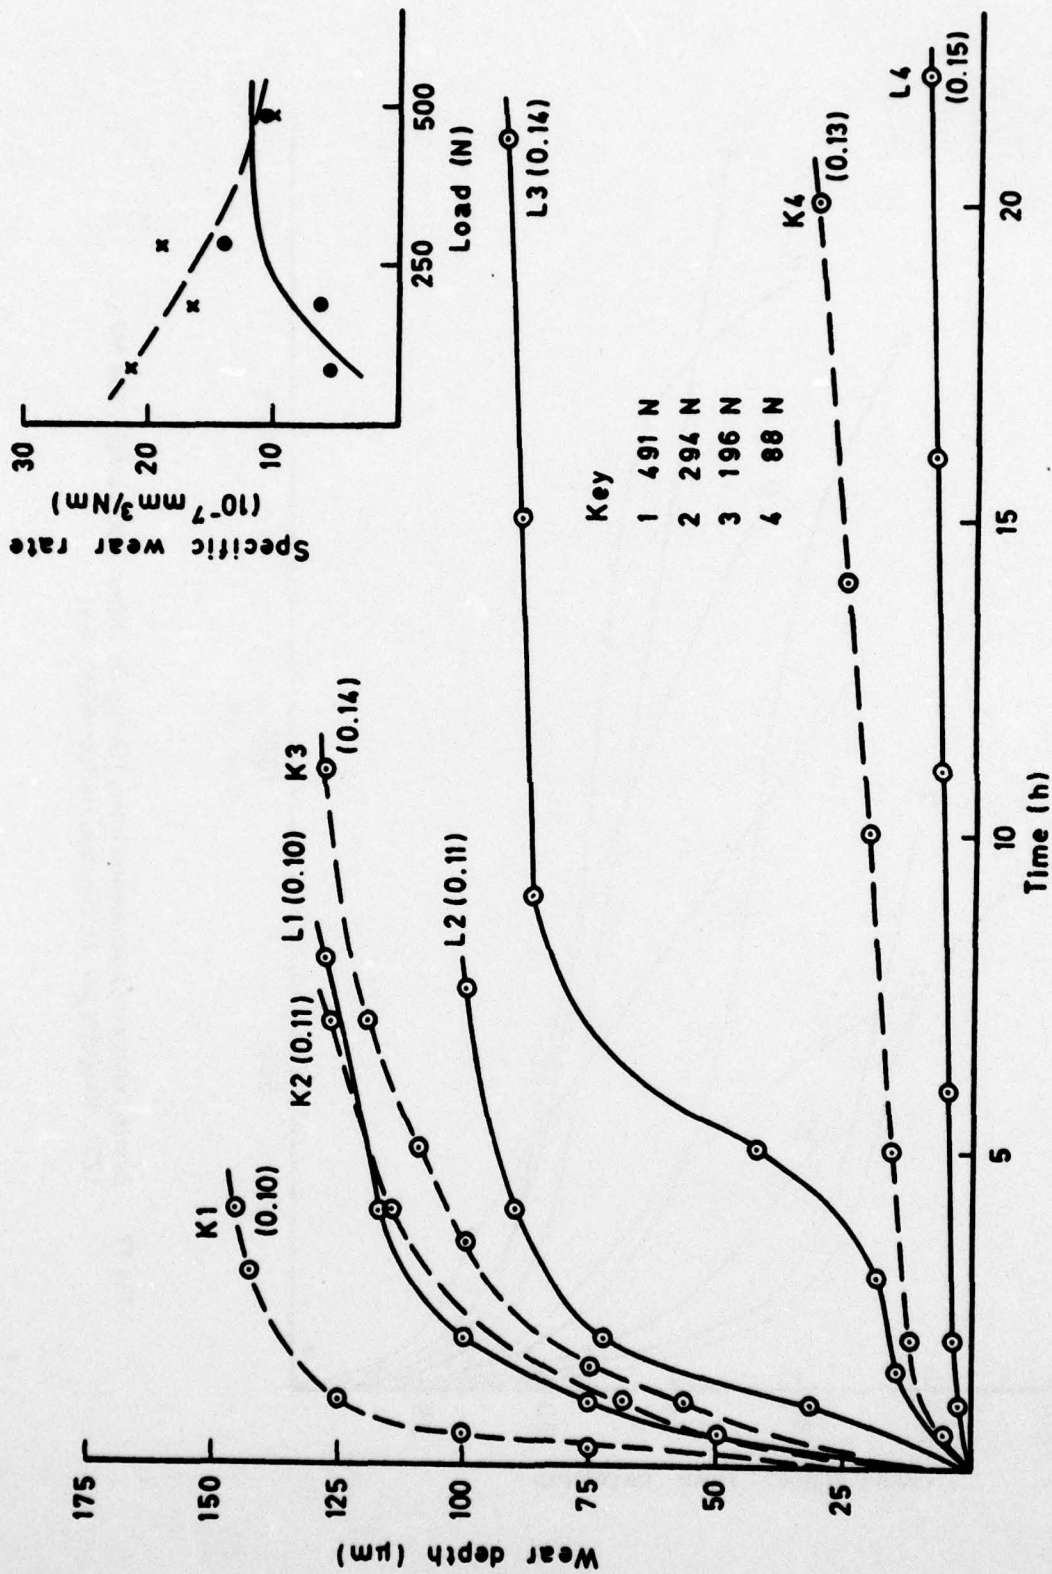 Wear depth (µm)
175
150
125
100
75
50
25
5
10
15
20
Time (h)
K1
(0.10)
K2 (0.11)
L1 (0.10)
K3
(0.14)
L2 (0.11)
L3 (0.14)
K4
(0.13)
L4
(0.15)
Key
1 491 N
2 294 N
3 196 N
4 88 N
Specific wear rate
(10⁻⁷ mm³/Nm)
30
20
10
250
500
Load (N)